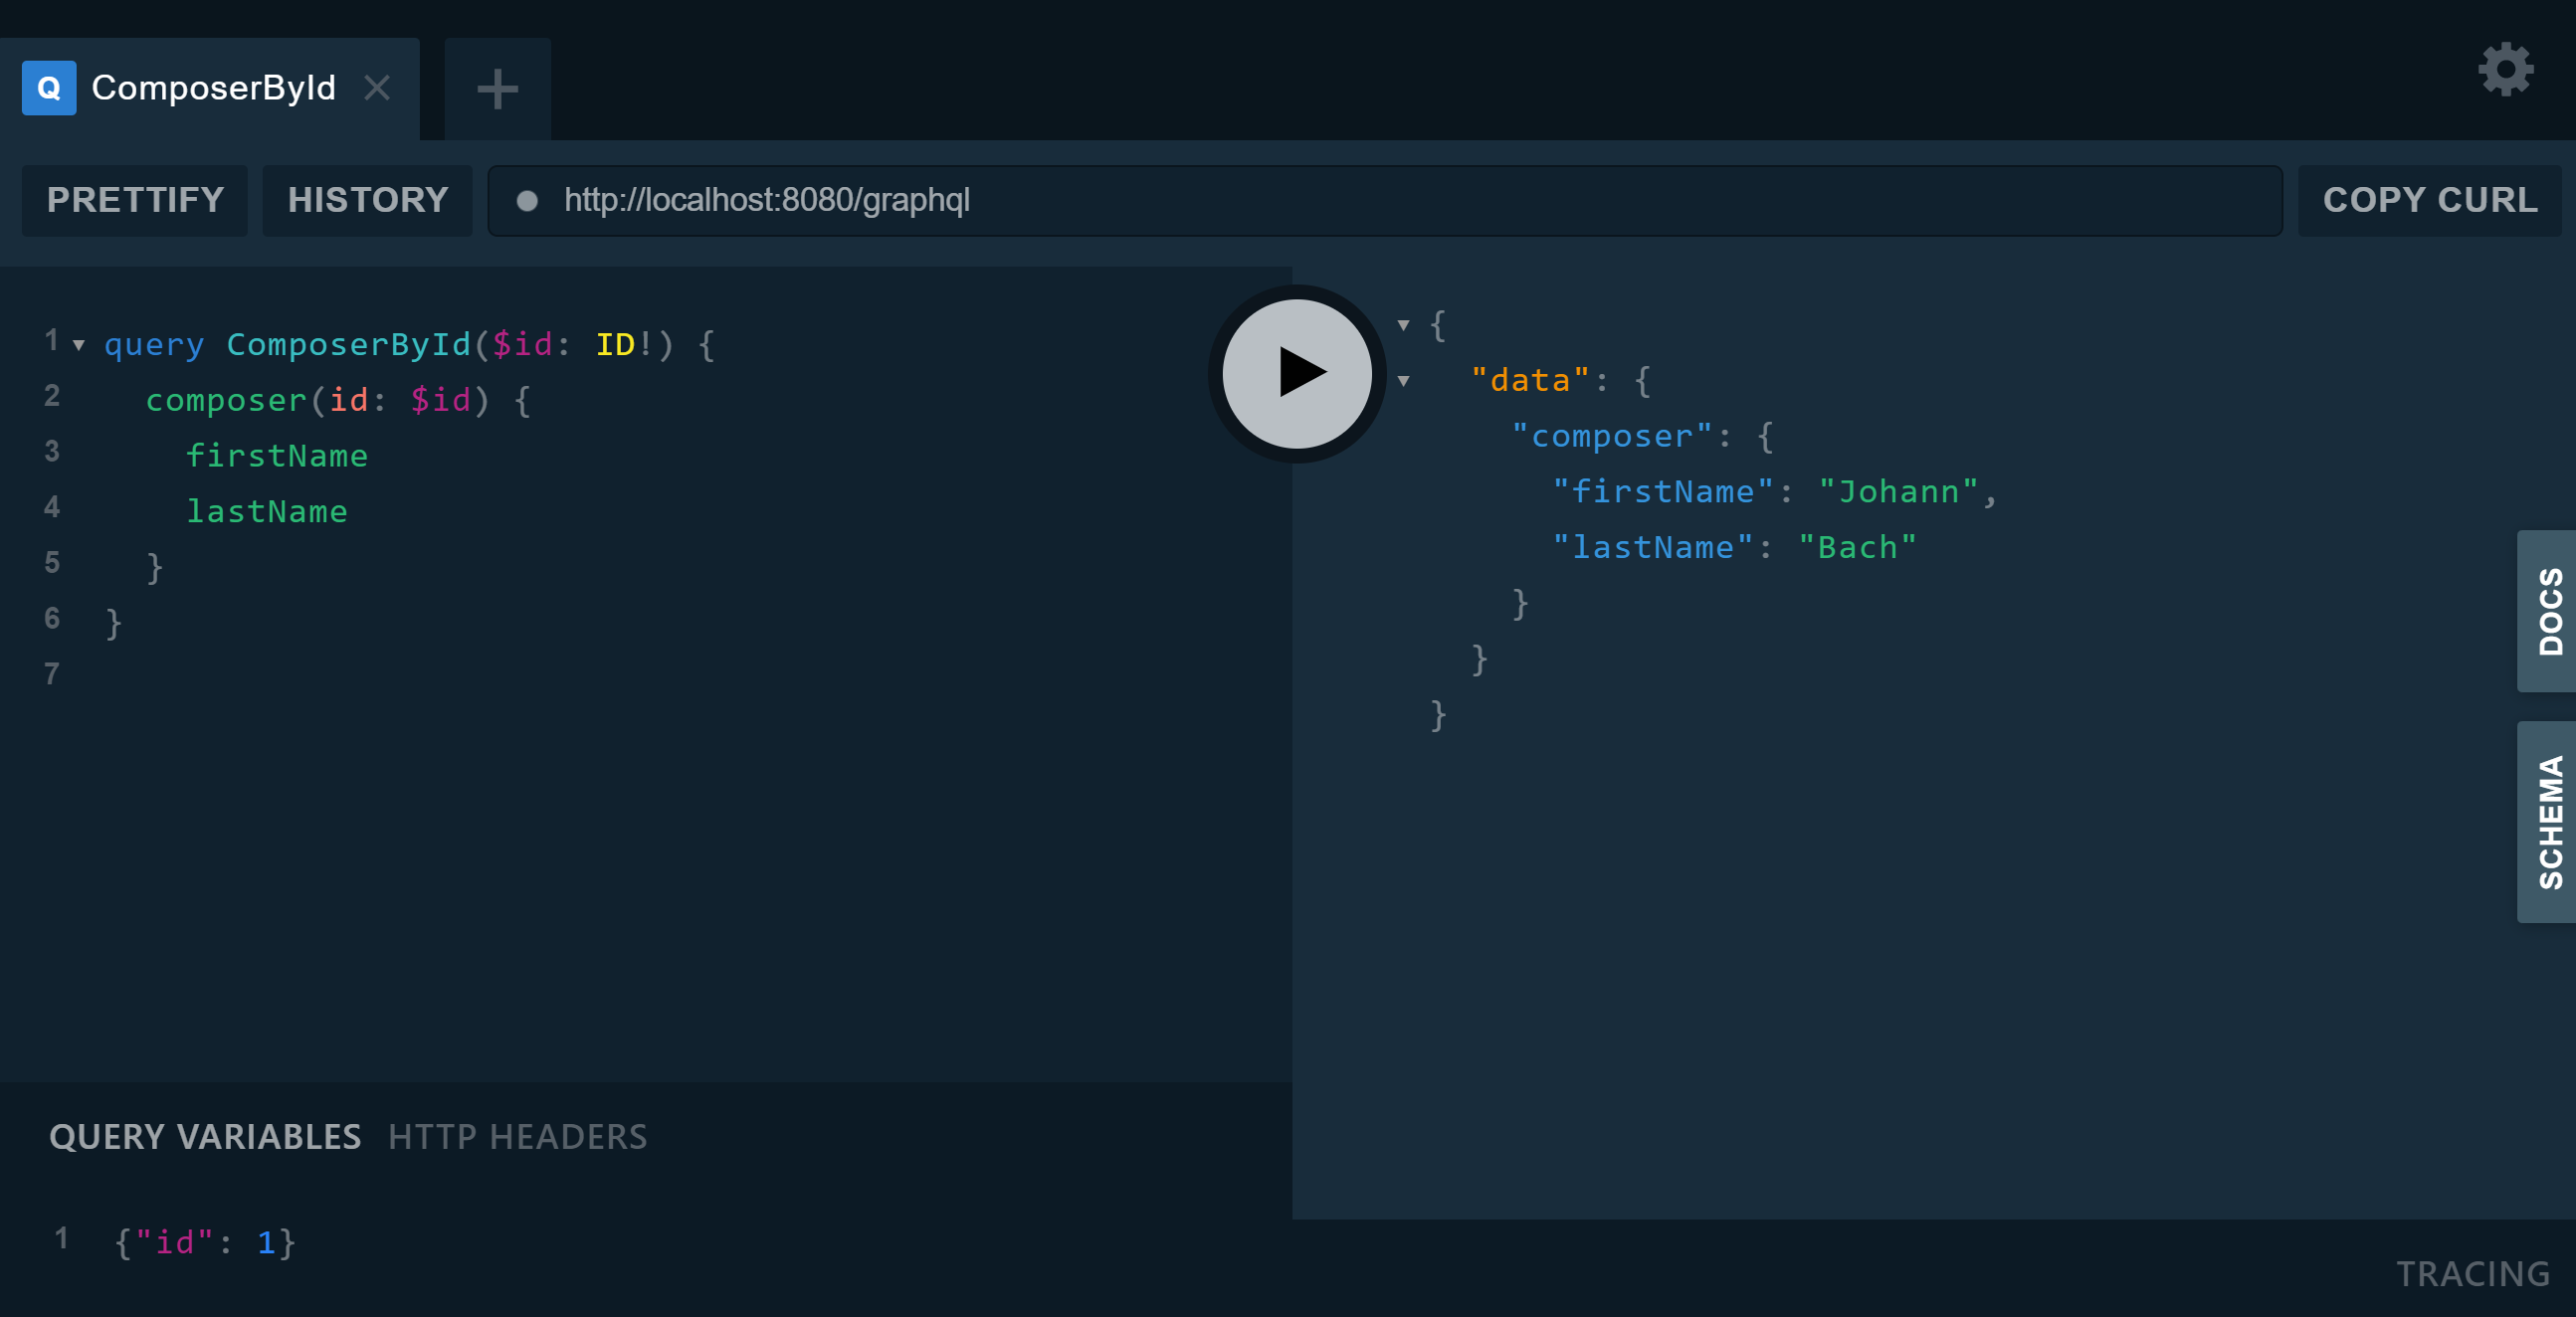 Q ComposerById
PRETTIFY HISTORY http://localhost:8080/graphql COPY CURL
1 query ComposerById($id: ID!) {
2 composer(id: $id) {
3 firstName
4 lastName
5 }
6 }
7
{
"data": {
"composer": {
"firstName": "Johann",
"lastName": "Bach"
}
}
}
DOCS
SCHEMA
QUERY VARIABLES HTTP HEADERS
1 {"id": 1}
TRACING